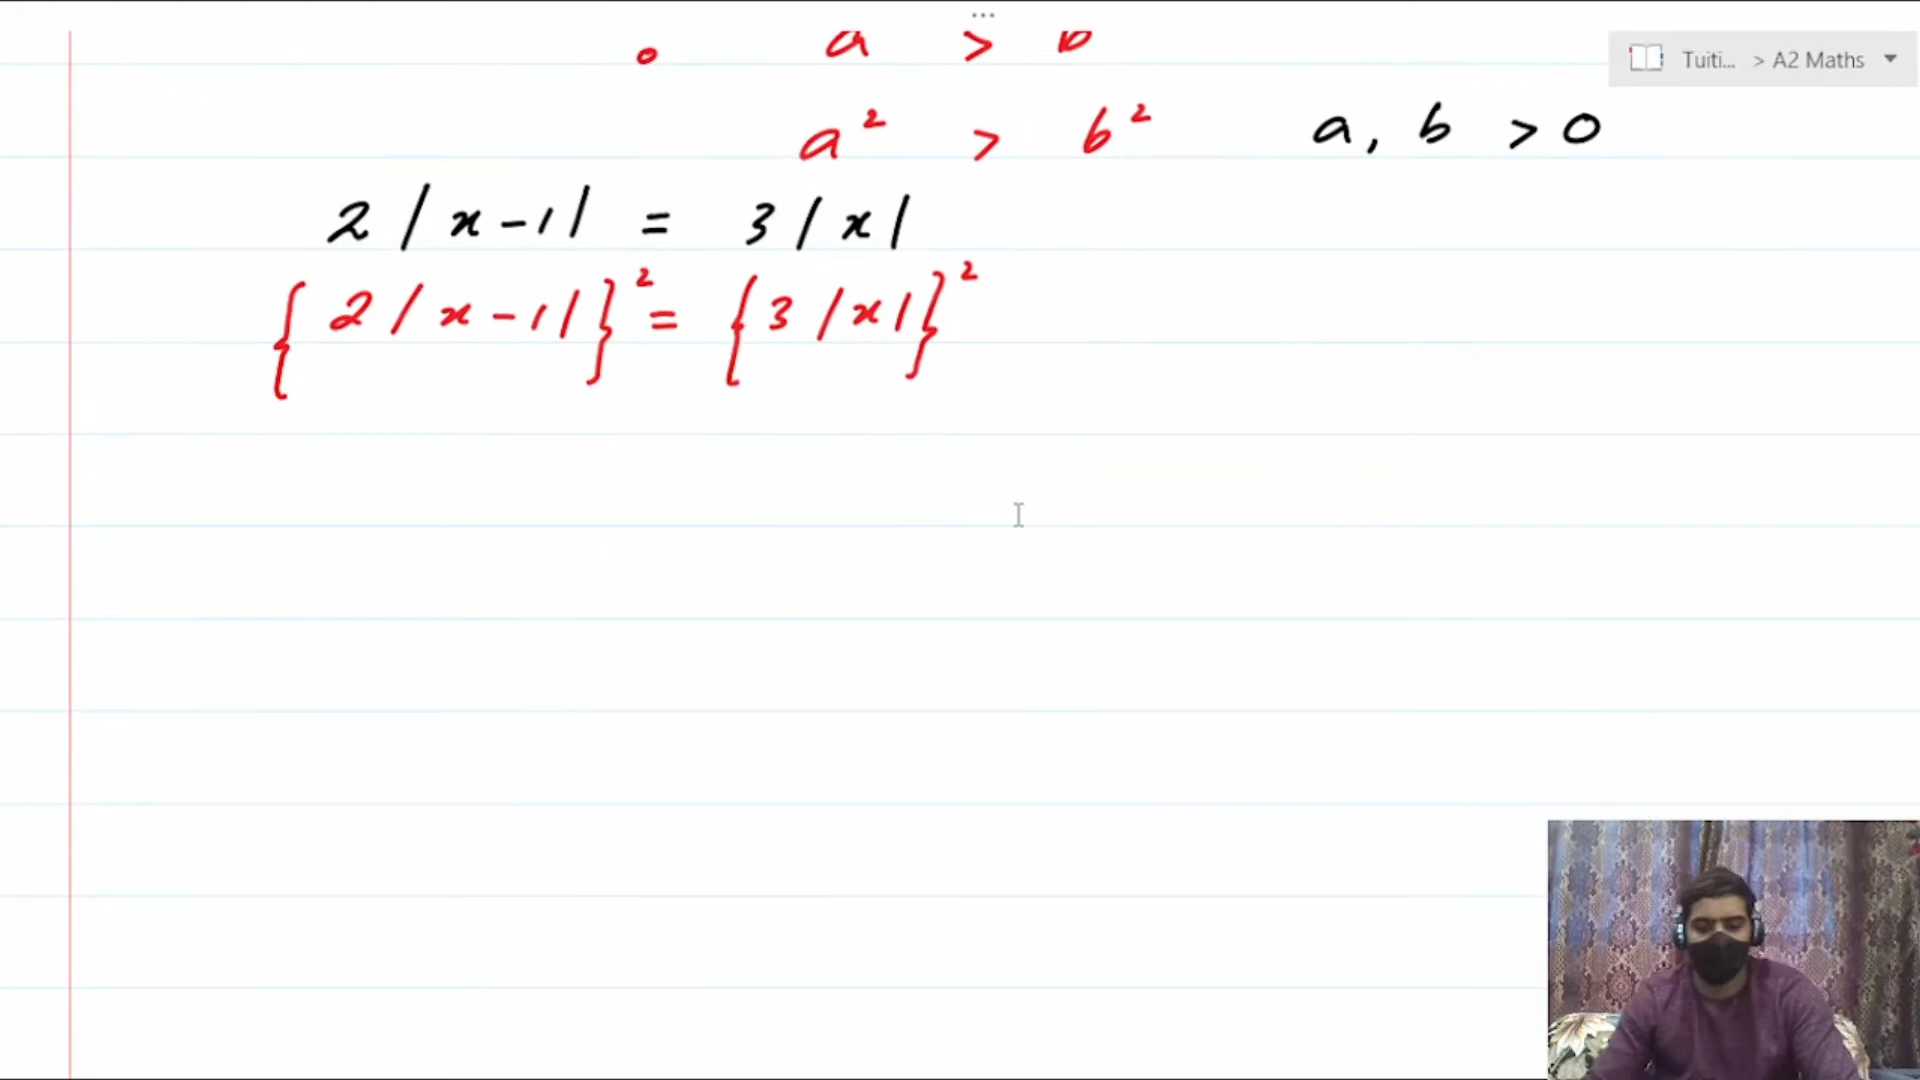 ...
a > b
Tuiti... > A2 Maths
a² > b² a, b > 0
2 |x-1| = 3 |x|
{2 |x-1|}² = {3 |x|}²